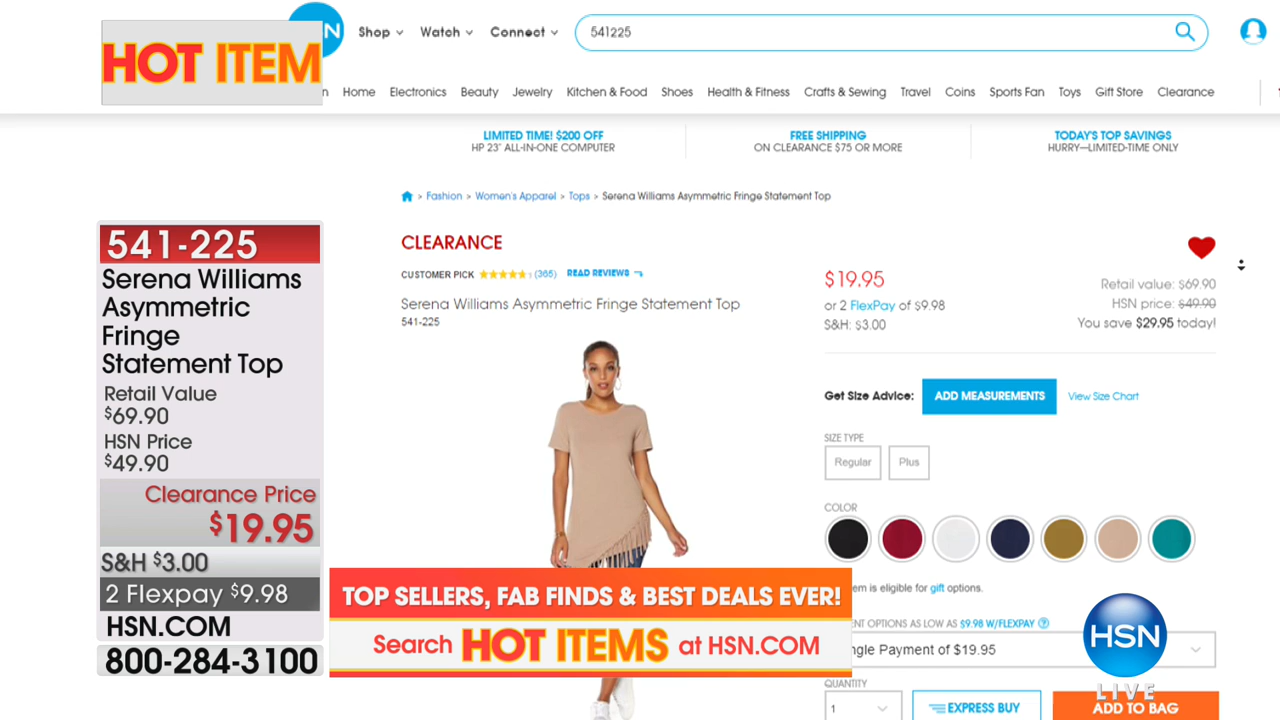 HOT ITEM
N
Shop
Watch
Connect
541225
n Home Electronics Beauty Jewelry Kitchen & Food Shoes Health & Fitness Crafts & Sewing Travel Coins Sports Fan Toys Gift Store Clearance
LIMITED TIME! $200 OFF
HP 23" ALL-IN-ONE COMPUTER
FREE SHIPPING
ON CLEARANCE $75 OR MORE
TODAY'S TOP SAVINGS
HURRY—LIMITED-TIME ONLY
> Fashion > Women's Apparel > Tops > Serena Williams Asymmetric Fringe Statement Top
541-225
Serena Williams
Asymmetric
Fringe
Statement Top
Retail Value
$69.90
HSN Price
$49.90
Clearance Price
$19.95
S&H $3.00
2 Flexpay $9.98
HSN.COM
800-284-3100
CLEARANCE
CUSTOMER PICK (365) READ REVIEWS
Serena Williams Asymmetric Fringe Statement Top
541-225
$19.95
or 2 FlexPay of $9.98
S&H: $3.00
Retail value: $69.90
HSN price: $49.90
You save $29.95 today!
Get Size Advice: ADD MEASUREMENTS View Size Chart
SIZE TYPE
Regular Plus
COLOR
em is eligible for gift options.
ENT OPTIONS AS LOW AS $9.98 W/FLEXPAY ?
ngle Payment of $19.95
QUANTITY
1
EXPRESS BUY
ADD TO BAG
TOP SELLERS, FAB FINDS & BEST DEALS EVER!
Search HOT ITEMS at HSN.COM
HSN
LIVE